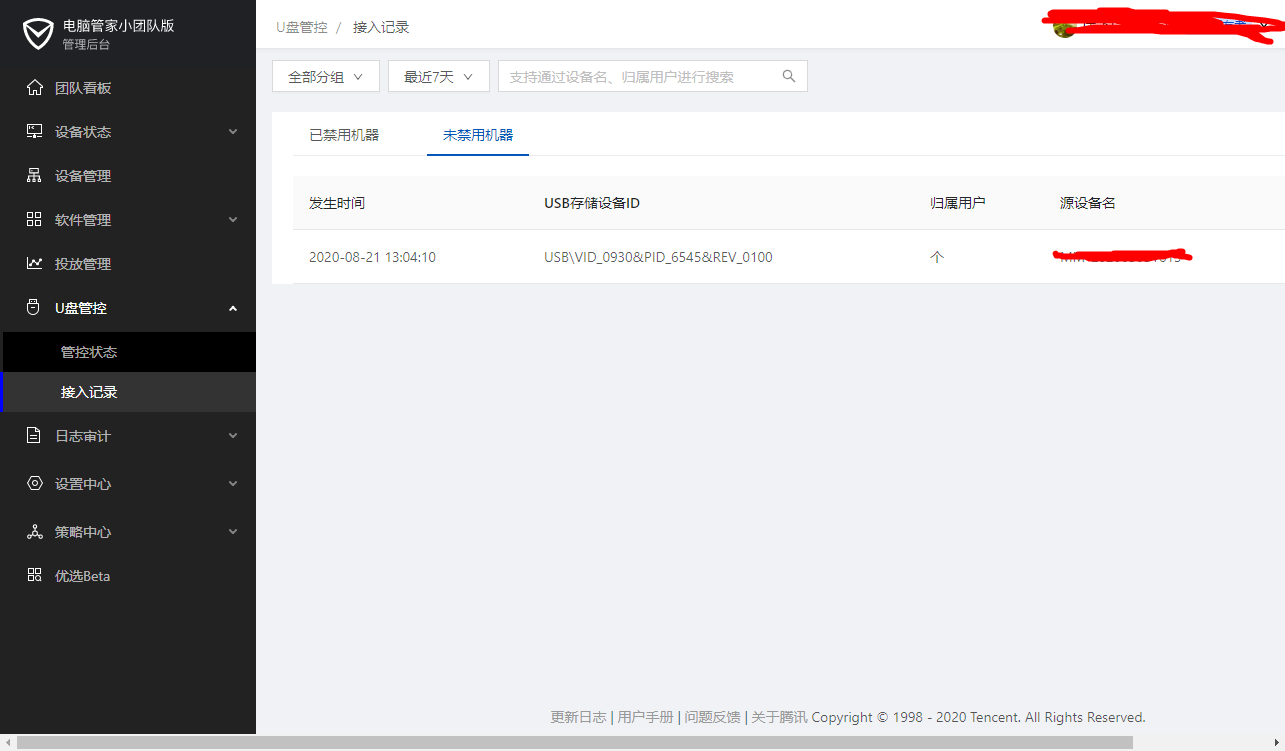 电脑管家小团队版
管理后台
团队看板
设备状态
设备管理
软件管理
投放管理
U盘管控
管控状态
接入记录
日志审计
设置中心
策略中心
优选Beta
U盘管控 / 接入记录
全部分组 最近7天 支持通过设备名、归属用户进行搜索
已禁用机器 未禁用机器
发生时间 USB存储设备ID 归属用户 源设备名
2020-08-21 13:04:10 USB\VID_0930&PID_6545&REV_0100 个
更新日志 | 用户手册 | 问题反馈 | 关于腾讯 Copyright © 1998 - 2020 Tencent. All Rights Reserved.